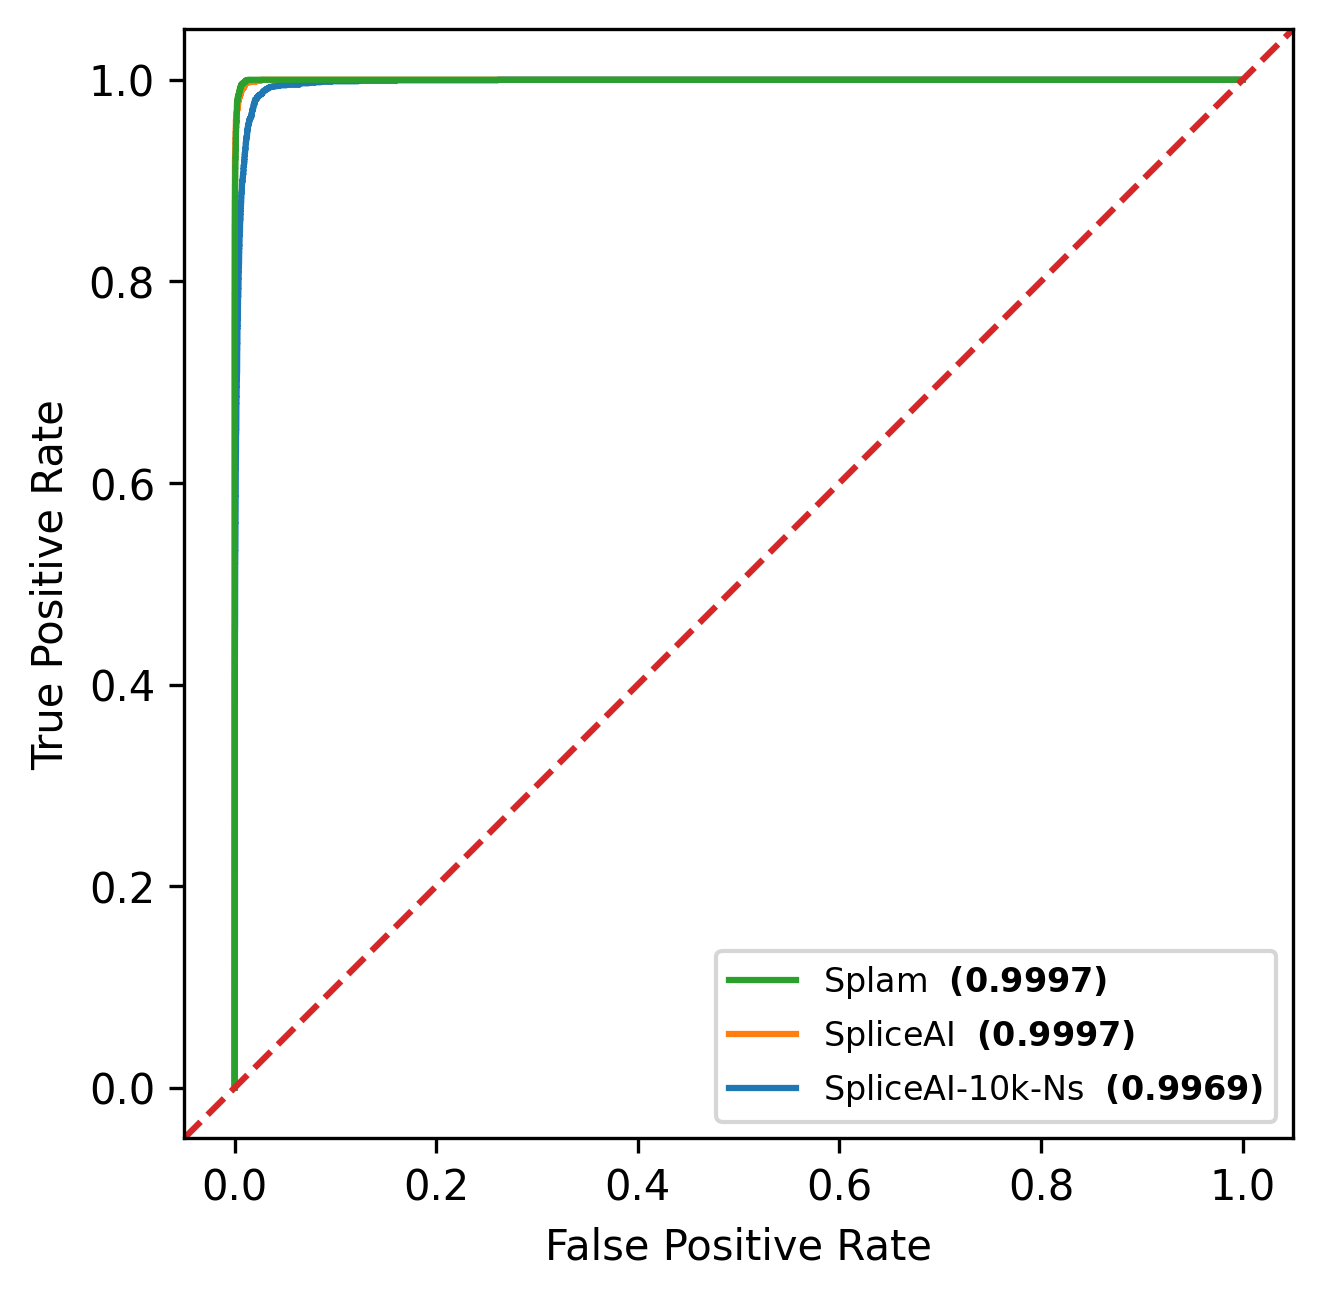 1.0
0.8
0.6
0.4
0.2
0.0
True Positive Rate
Splam (0.9997)
SpliceAI (0.9997)
SpliceAI-10k-Ns (0.9969)
0.0 0.2 0.4 0.6 0.8 1.0
False Positive Rate